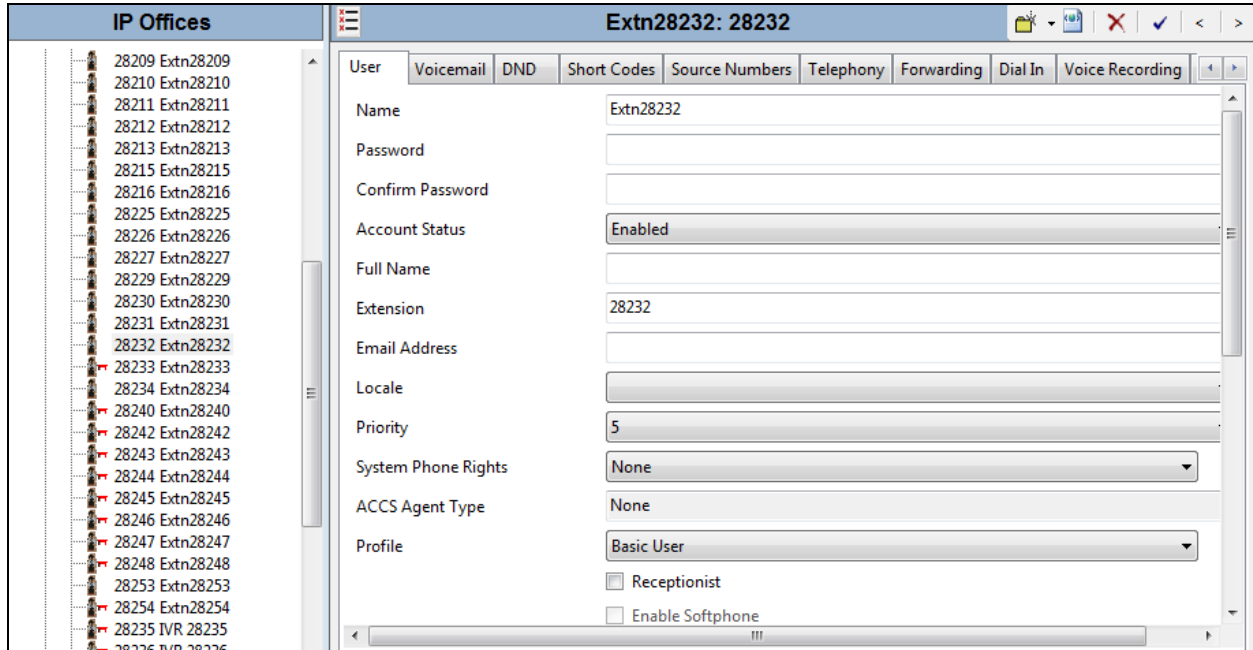 IP Offices
28209 Extn28209
28210 Extn28210
28211 Extn28211
28212 Extn28212
28213 Extn28213
28215 Extn28215
28216 Extn28216
28225 Extn28225
28226 Extn28226
28227 Extn28227
28229 Extn28229
28230 Extn28230
28231 Extn28231
28232 Extn28232
28233 Extn28233
28234 Extn28234
28240 Extn28240
28242 Extn28242
28243 Extn28243
28244 Extn28244
28245 Extn28245
28246 Extn28246
28247 Extn28247
28248 Extn28248
28253 Extn28253
28254 Extn28254
28235 IVR 28235
28236 IVR 28236
Extn28232: 28232
User Voicemail DND Short Codes Source Numbers Telephony Forwarding Dial In Voice Recording
Name Extn28232
Password
Confirm Password
Account Status Enabled
Full Name
Extension 28232
Email Address
Locale
Priority 5
System Phone Rights None
ACCS Agent Type None
Profile Basic User
Receptionist
Enable Softphone